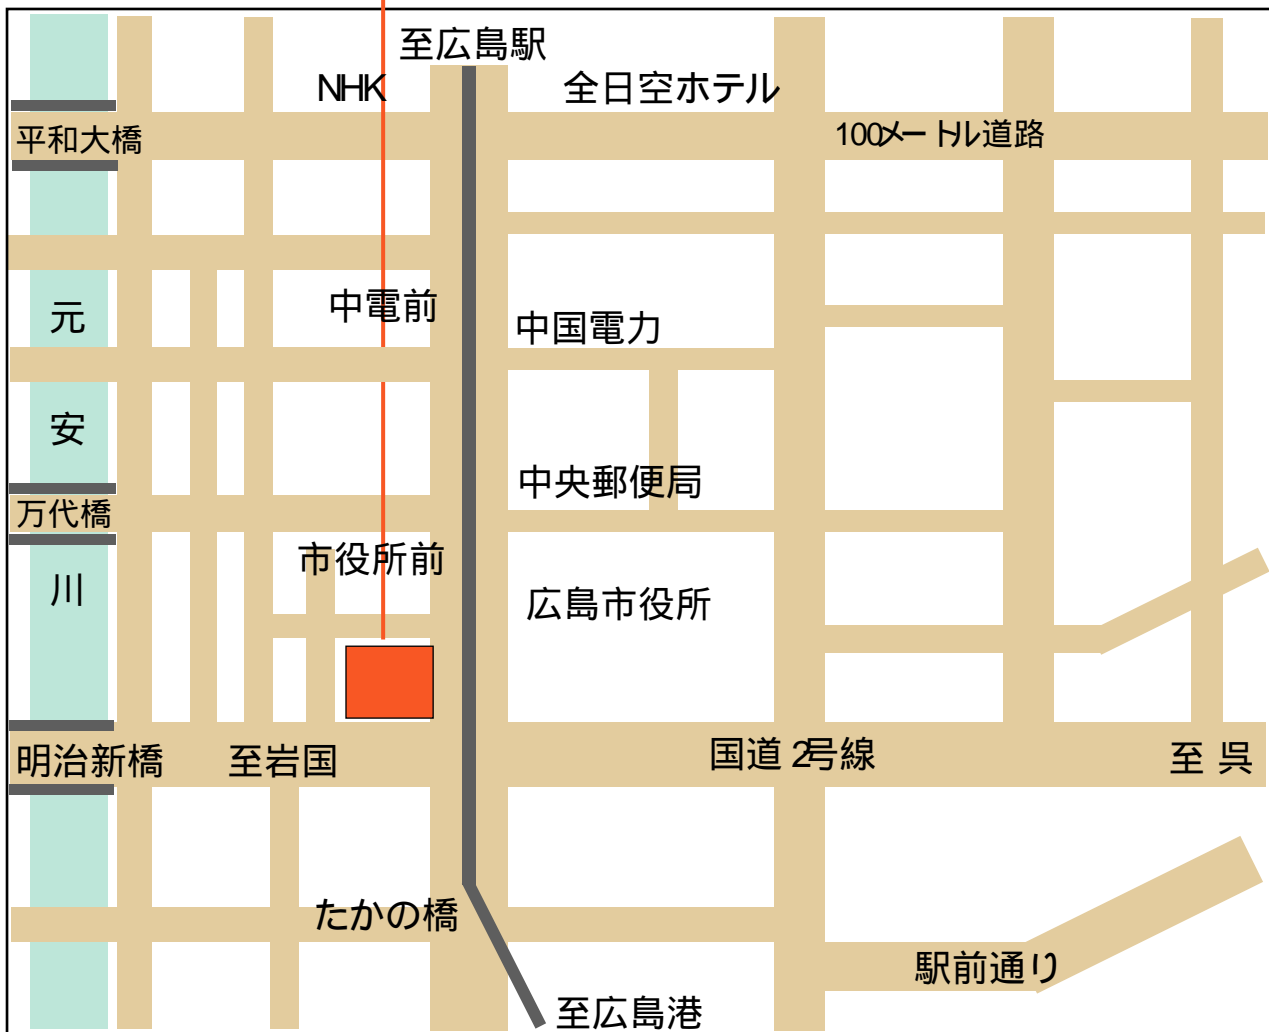 至広島駅
NHK
全日空ホテル
平和大橋
100メートル道路
元
中電前
中国電力
安
中央郵便局
万代橋
市役所前
川
広島市役所
明治新橋
至岩国
国道2号線
至 呉
たかの橋
駅前通り
至広島港